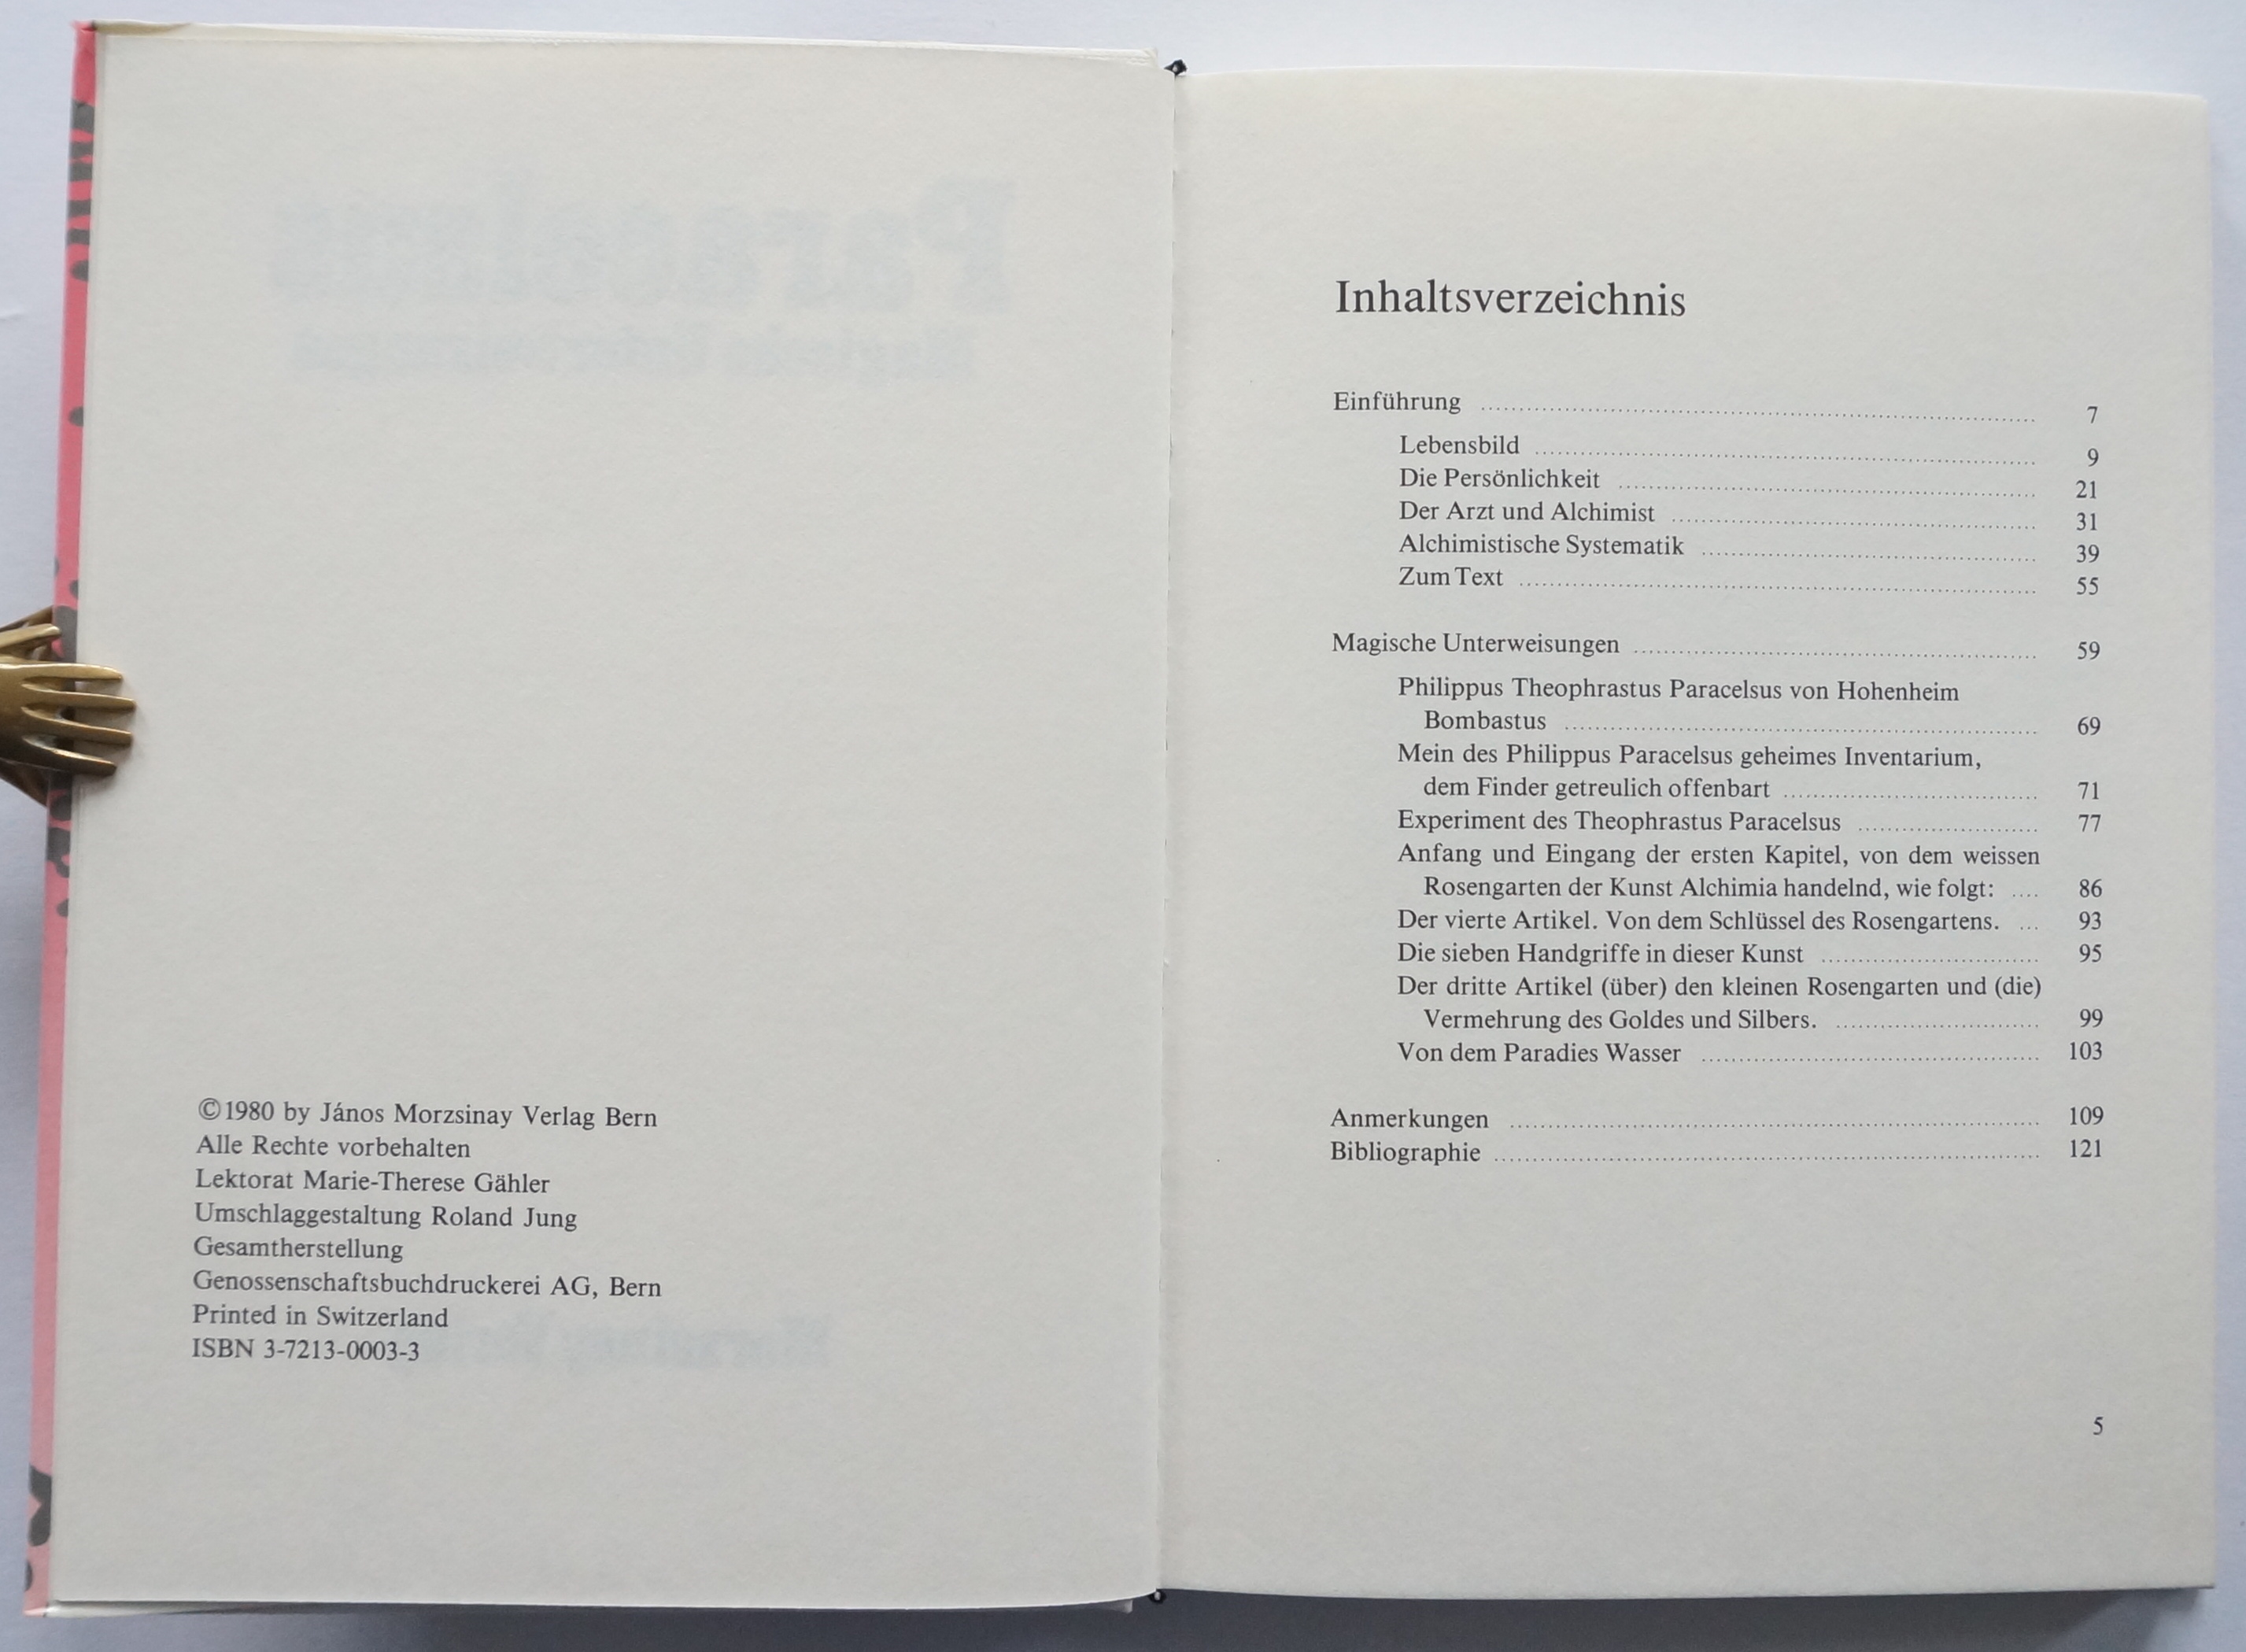 ©1980 by János Morzsinay Verlag Bern
Alle Rechte vorbehalten
Lektorat Marie-Therese Gähler
Umschlaggestaltung Roland Jung
Gesamtherstellung
Genossenschaftsbuchdruckerei AG, Bern
Printed in Switzerland
ISBN 3-7213-0003-3
Inhaltsverzeichnis
Einführung 7
Lebensbild 9
Die Persönlichkeit 21
Der Arzt und Alchimist 31
Alchimistische Systematik 39
Zum Text 55
Magische Unterweisungen 59
Philippus Theophrastus Paracelsus von Hohenheim
Bombastus 69
Mein des Philippus Paracelsus geheimes Inventarium,
dem Finder getreulich offenbart 71
Experiment des Theophrastus Paracelsus 77
Anfang und Eingang der ersten Kapitel, von dem weissen
Rosengarten der Kunst Alchimia handelnd, wie folgt: 86
Der vierte Artikel. Von dem Schlüssel des Rosengartens. 93
Die sieben Handgriffe in dieser Kunst 95
Der dritte Artikel (über) den kleinen Rosengarten und (die)
Vermehrung des Goldes und Silbers. 99
Von dem Paradies Wasser 103
Anmerkungen 109
Bibliographie 121
5